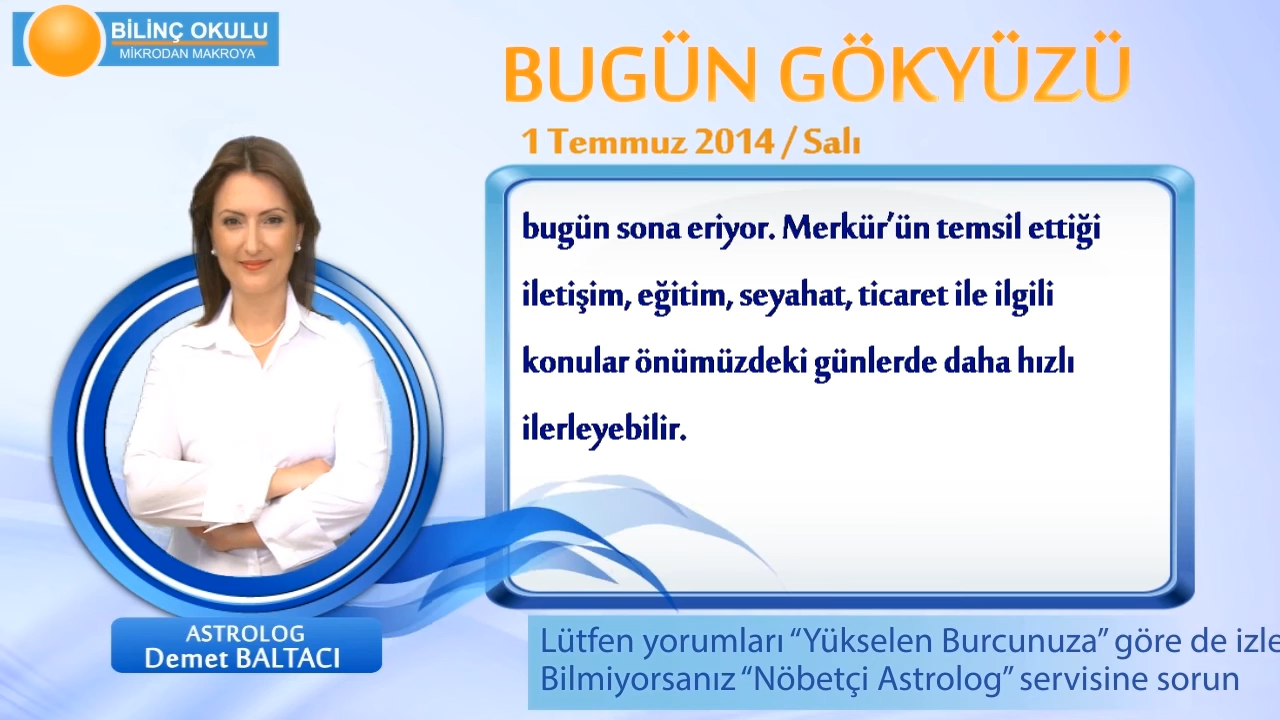 BİLİNÇ OKULU
MİKRODAN MAKROYA
BUGÜN GÖKYÜZÜ
1 Temmuz 2014 / Salı
bugün sona eriyor. Merkür'ün temsil ettiği
iletişim, eğitim, seyahat, ticaret ile ilgili
konular önümüzdeki günlerde daha hızlı
ilerleyebilir.
ASTROLOG
Demet BALTACI
Lütfen yorumları “Yükselen Burcunuza” göre de izle
Bilmiyorsanız “Nöbetçi Astrolog” servisine sorun